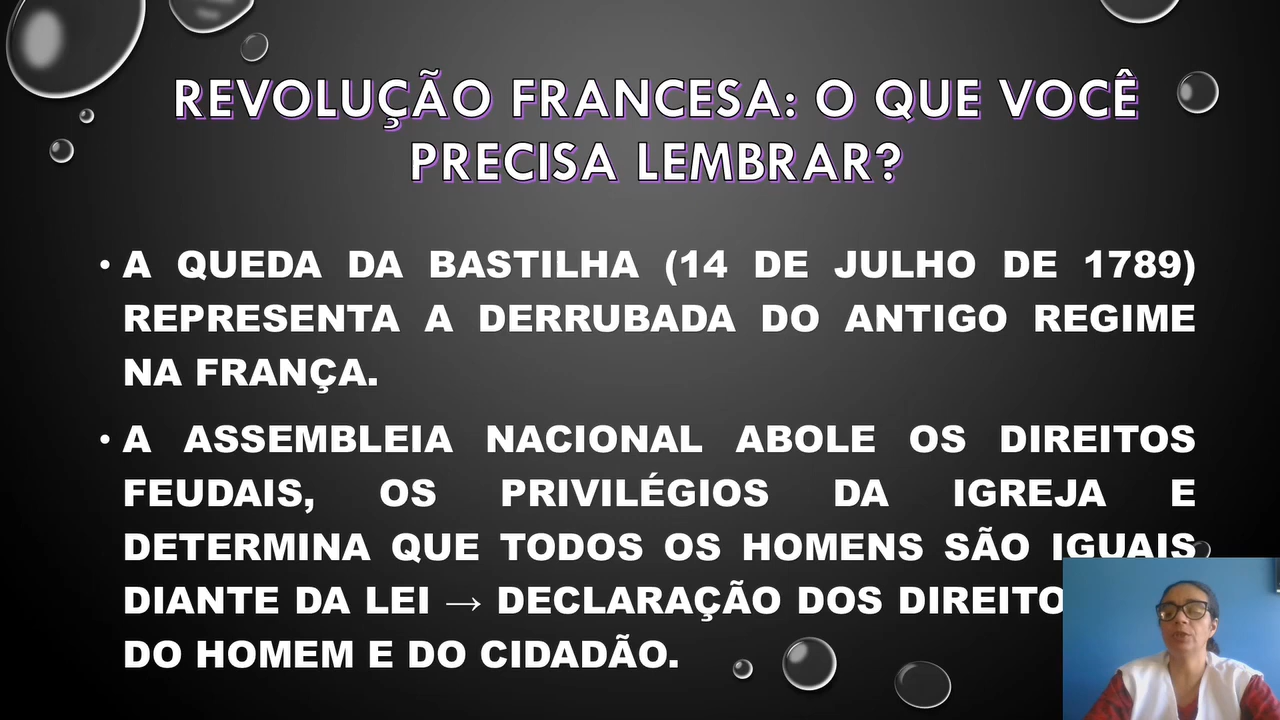 REVOLUÇÃO FRANCESA: O QUE VOCÊ
PRECISA LEMBRAR?
• A QUEDA DA BASTILHA (14 DE JULHO DE 1789)
REPRESENTA A DERRUBADA DO ANTIGO REGIME
NA FRANÇA.
• A ASSEMBLEIA NACIONAL ABOLE OS DIREITOS
FEUDAIS, OS PRIVILÉGIOS DA IGREJA E
DETERMINA QUE TODOS OS HOMENS SÃO IGUAIS
DIANTE DA LEI → DECLARAÇÃO DOS DIREITO
DO HOMEM E DO CIDADÃO.